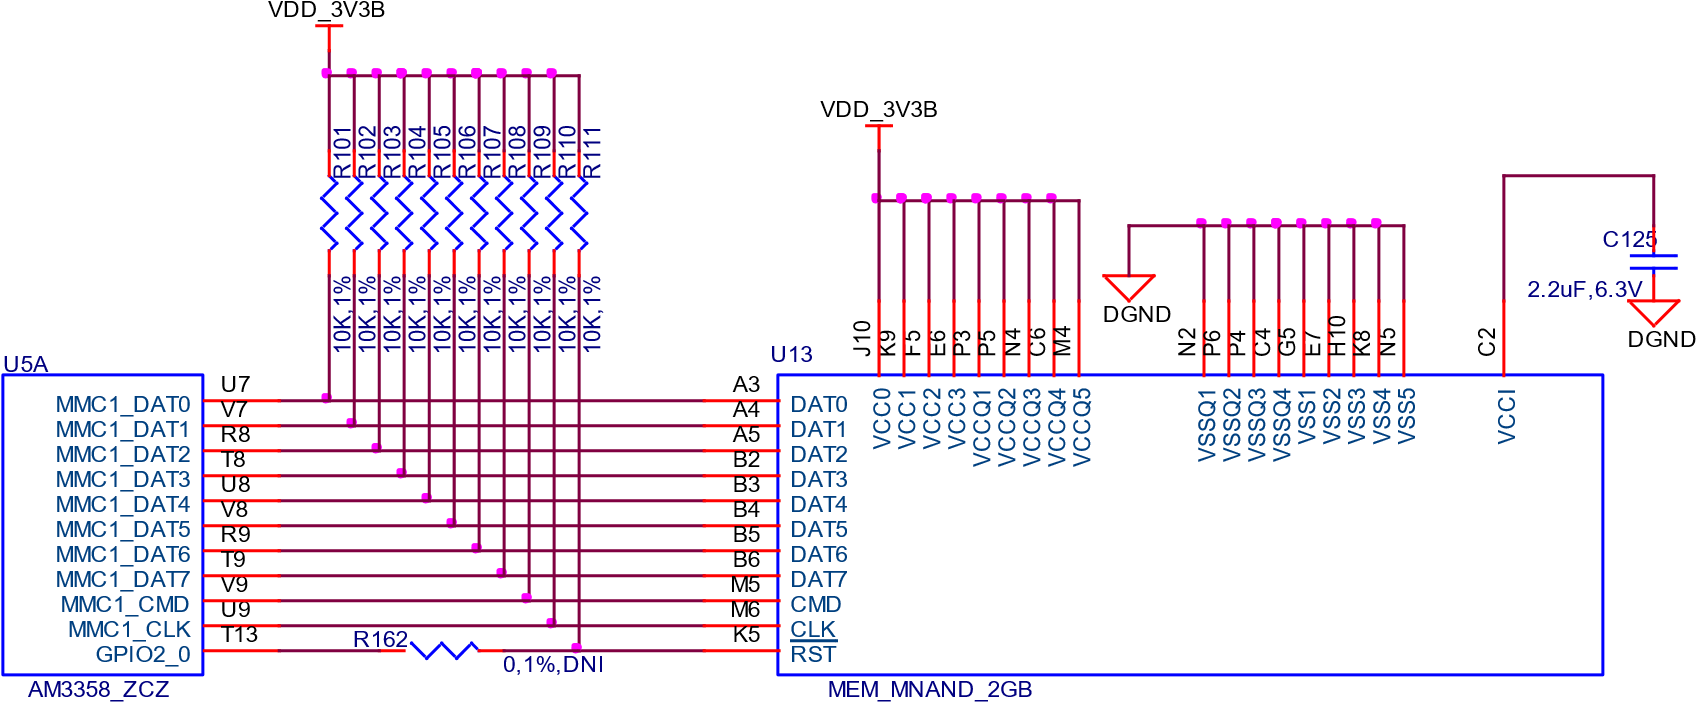 VDD_3V3B
R101
R102
R103
R104
R105
R106
R107
R108
R109
R110
R111
10K,1%
10K,1%
10K,1%
10K,1%
10K,1%
10K,1%
10K,1%
10K,1%
10K,1%
10K,1%
10K,1%
VDD_3V3B
DGND
C125
2.2uF,6.3V
DGND
J10
K9
F5
E6
P3
P5
N4
C6
M4
N2
P6
P4
C4
G5
E7
H10
K8
N5
C2
U5A
U13
VCC0
VCC1
VCC2
VCC3
VCCQ1
VCCQ2
VCCQ3
VCCQ4
VCCQ5
VSSQ1
VSSQ2
VSSQ3
VSSQ4
VSS1
VSS2
VSS3
VSS4
VSS5
VCCI
MMC1_DAT0 U7 A3 DAT0
MMC1_DAT1 V7 A4 DAT1
MMC1_DAT2 R8 A5 DAT2
MMC1_DAT3 T8 B2 DAT3
MMC1_DAT4 U8 B3 DAT4
MMC1_DAT5 V8 B4 DAT5
MMC1_DAT6 R9 B5 DAT6
MMC1_DAT7 T9 B6 DAT7
MMC1_CMD V9 M5 CMD
MMC1_CLK U9 M6 CLK
GPIO2_0 T13 R162 0,1%,DNI K5 RST
AM3358_ZCZ
MEM_MNAND_2GB